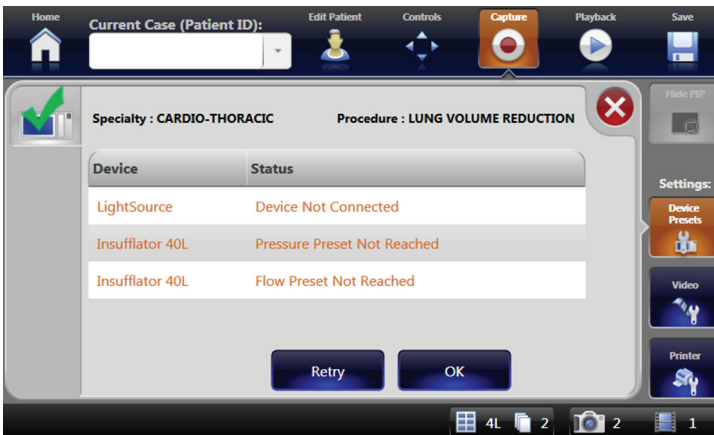 Home
Current Case (Patient ID):
Edit Patient
Controls
Capture
Playback
Save
Hide PIP
Specialty : CARDIO-THORACIC Procedure : LUNG VOLUME REDUCTION
Device Status
LightSource Device Not Connected
Insufflator 40L Pressure Preset Not Reached
Insufflator 40L Flow Preset Not Reached
Retry OK
Settings:
Device
Presets
Video
Printer
4L 2 2 1